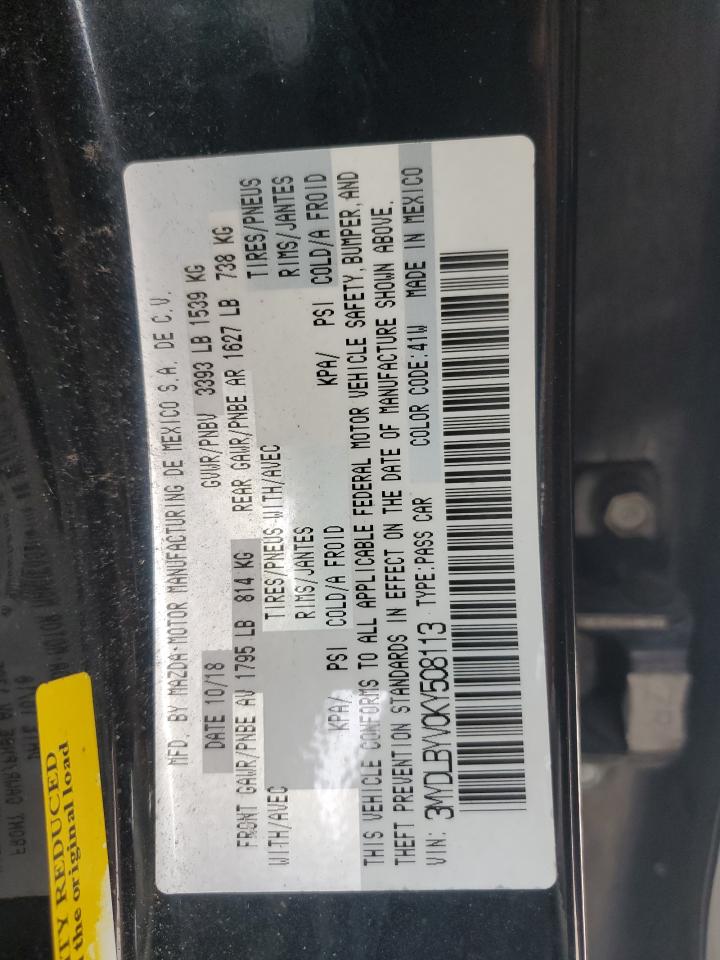 MFD. BY MAZDA MOTOR MANUFACTURING DE MEXICO S.A. DE C.V.
DATE 10/18 GVWR/PNBV 3393 LB 1539 KG
FRONT GAWR/PNBE AV 1795 LB 814 KG REAR GAWR/PNBE AR 1627 LB 738 KG
WITH/AVEC TIRES/PNEUS WITH/AVEC TIRES/PNEUS
RIMS/JANTES RIMS/JANTES
KPA/ PSI COLD/A FROID KPA/ PSI COLD/A FROID
THIS VEHICLE CONFORMS TO ALL APPLICABLE FEDERAL MOTOR VEHICLE SAFETY, BUMPER, AND
THEFT PREVENTION STANDARDS IN EFFECT ON THE DATE OF MANUFACTURE SHOWN ABOVE.
VIN: 3MYDLBYV0KY508113 TYPE:PASS CAR COLOR CODE:41W MADE IN MEXICO
REDUCED
the original load